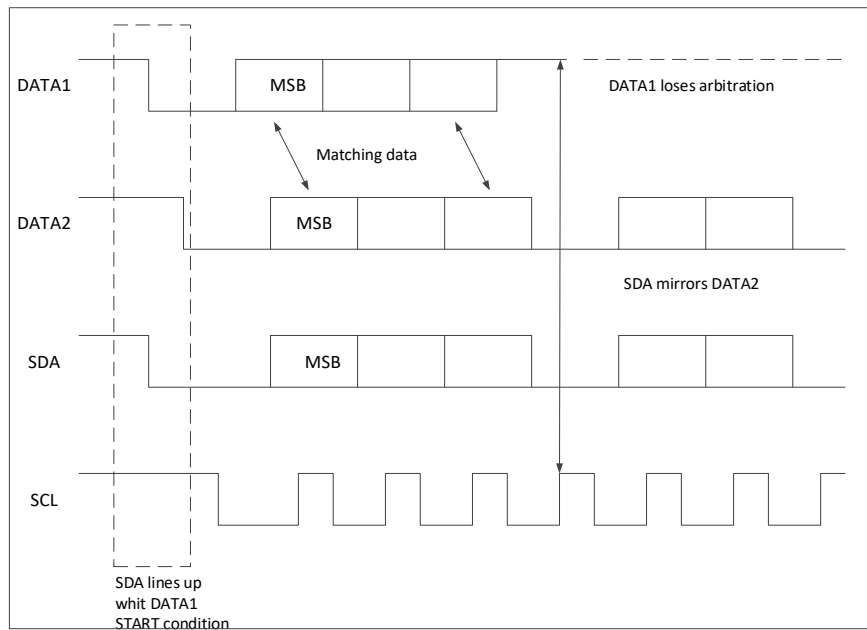 DATA1
MSB
DATA1 loses arbitration
Matching data
DATA2
MSB
SDA mirrors DATA2
SDA
MSB
SCL
SDA lines up
whit DATA1
START condition